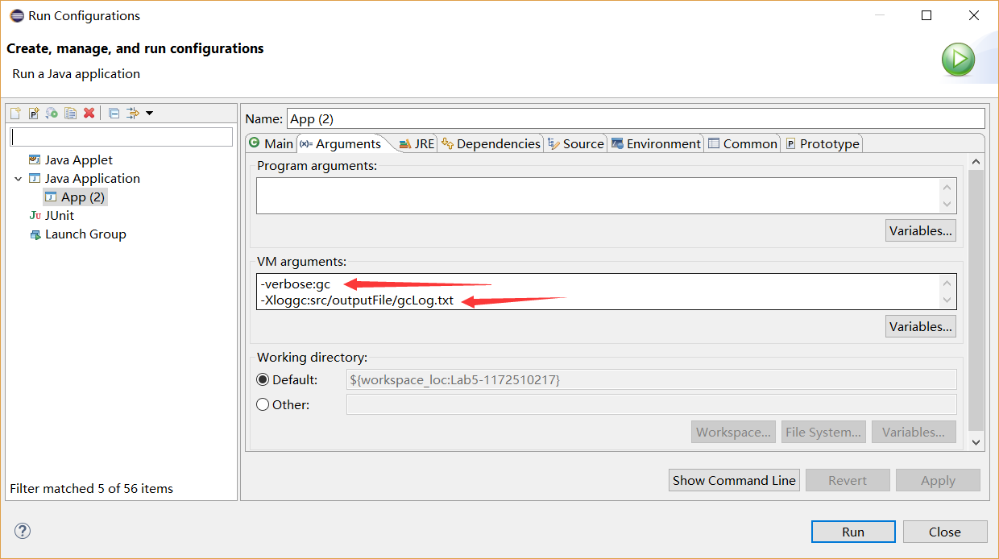 Run Configurations
Create, manage, and run configurations
Run a Java application
Java Applet
Java Application
App (2)
JUnit
Launch Group
Filter matched 5 of 56 items
Name: App (2)
Main (x)= Arguments JRE Dependencies Source Environment Common Prototype
Program arguments:
Variables...
VM arguments:
-verbose:gc
-Xloggc:src/outputFile/gcLog.txt
Variables...
Working directory:
Default: ${workspace_loc:Lab5-1172510217}
Other:
Workspace... File System... Variables...
Show Command Line Revert Apply
Run Close